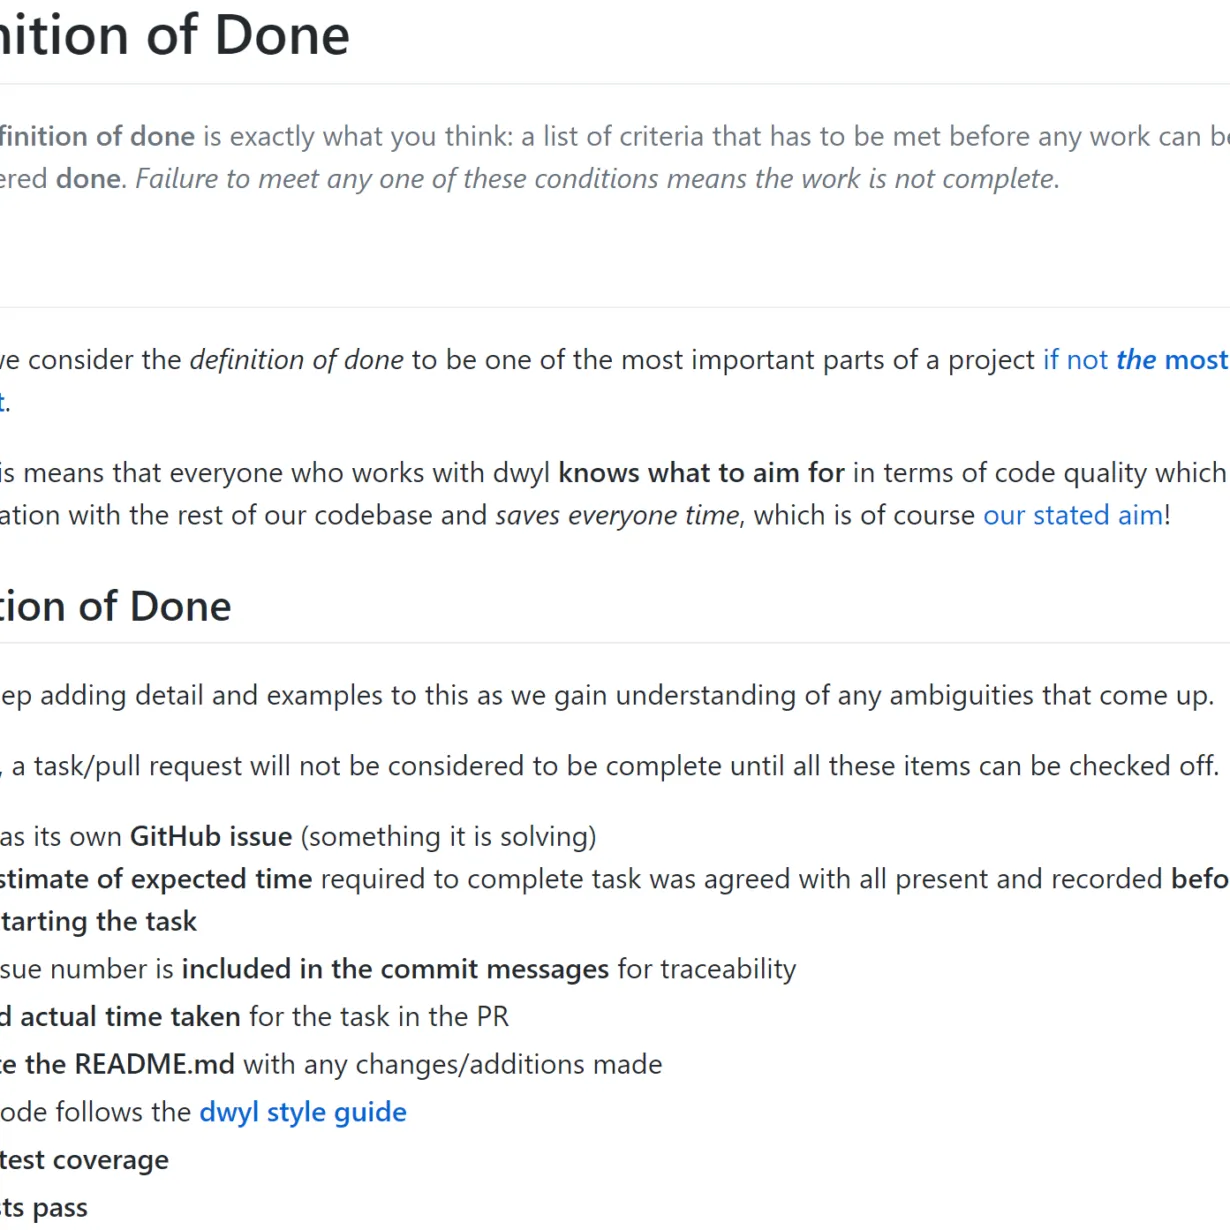 nition of Done
finition of done is exactly what you think: a list of criteria that has to be met before any work can be
ered done. Failure to meet any one of these conditions means the work is not complete.
ve consider the definition of done to be one of the most important parts of a project if not the most
t.
is means that everyone who works with dwyl knows what to aim for in terms of code quality which
ation with the rest of our codebase and saves everyone time, which is of course our stated aim!
tion of Done
ep adding detail and examples to this as we gain understanding of any ambiguities that come up.
, a task/pull request will not be considered to be complete until all these items can be checked off.
as its own GitHub issue (something it is solving)
stimate of expected time required to complete task was agreed with all present and recorded befo
tarting the task
sue number is included in the commit messages for traceability
d actual time taken for the task in the PR
te the README.md with any changes/additions made
ode follows the dwyl style guide
test coverage
sts pass